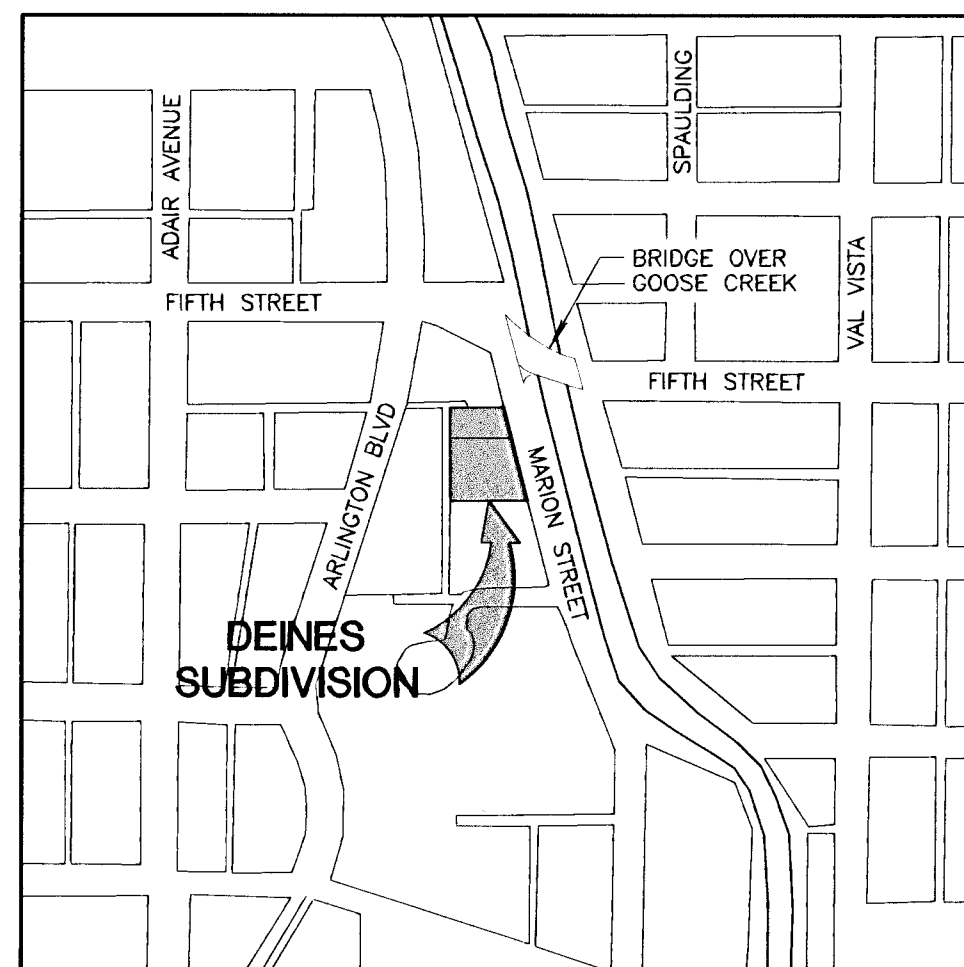 SPAULDING
ADAIR AVENUE
BRIDGE OVER
GOOSE CREEK
VAL VISTA
FIFTH STREET
FIFTH STREET
ARLINGTON BLVD
MARION STREET
DEINES
SUBDIVISION